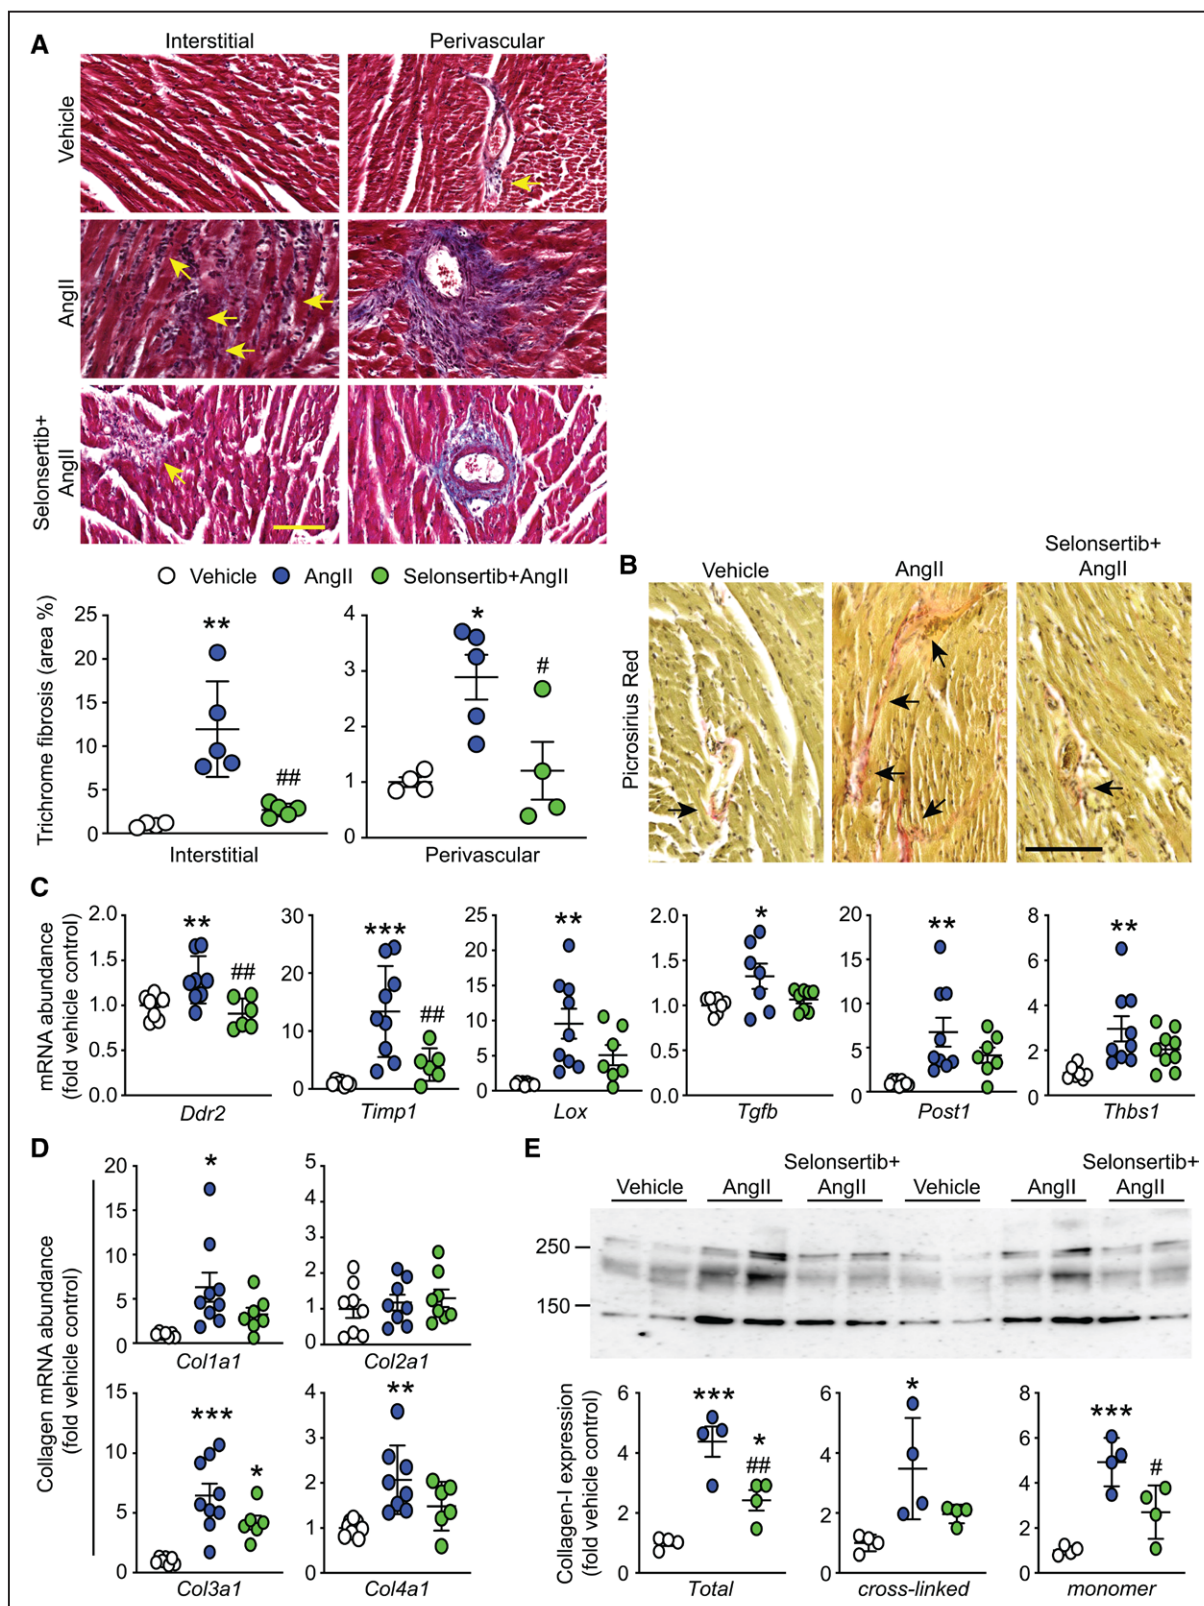 A
Interstitial
Perivascular
Vehicle
AngII
Selonsertib+
AngII
Vehicle AngII Selonsertib+AngII
Trichrome fibrosis (area %)
25
20
15
10
5
0
**
##
Interstitial
4
3
2
1
0
*
#
Perivascular
B
Vehicle
AngII
Selonsertib+
AngII
Picrosirius Red
C
mRNA abundance
(fold vehicle control)
2.0
1.5
1.0
0.5
0.0
**
##
Ddr2
30
20
10
0
***
##
Timp1
25
20
15
10
5
0
**
Lox
2.0
1.5
1.0
0.5
0.0
*
Tgfb
20
15
10
5
0
**
Post1
8
6
4
2
0
**
Thbs1
D
Collagen mRNA abundance
(fold vehicle control)
20
15
10
5
0
*
Col1a1
5
4
3
2
1
0
Col2a1
15
10
5
0
***
*
Col3a1
4
3
2
1
0
**
Col4a1
E
Vehicle
AngII
Selonsertib+
AngII
Vehicle
AngII
Selonsertib+
AngII
250
150
Collagen-I expression
(fold vehicle control)
6
4
2
0
***
*
##
Total
6
4
2
0
*
cross-linked
8
6
4
2
0
***
#
monomer